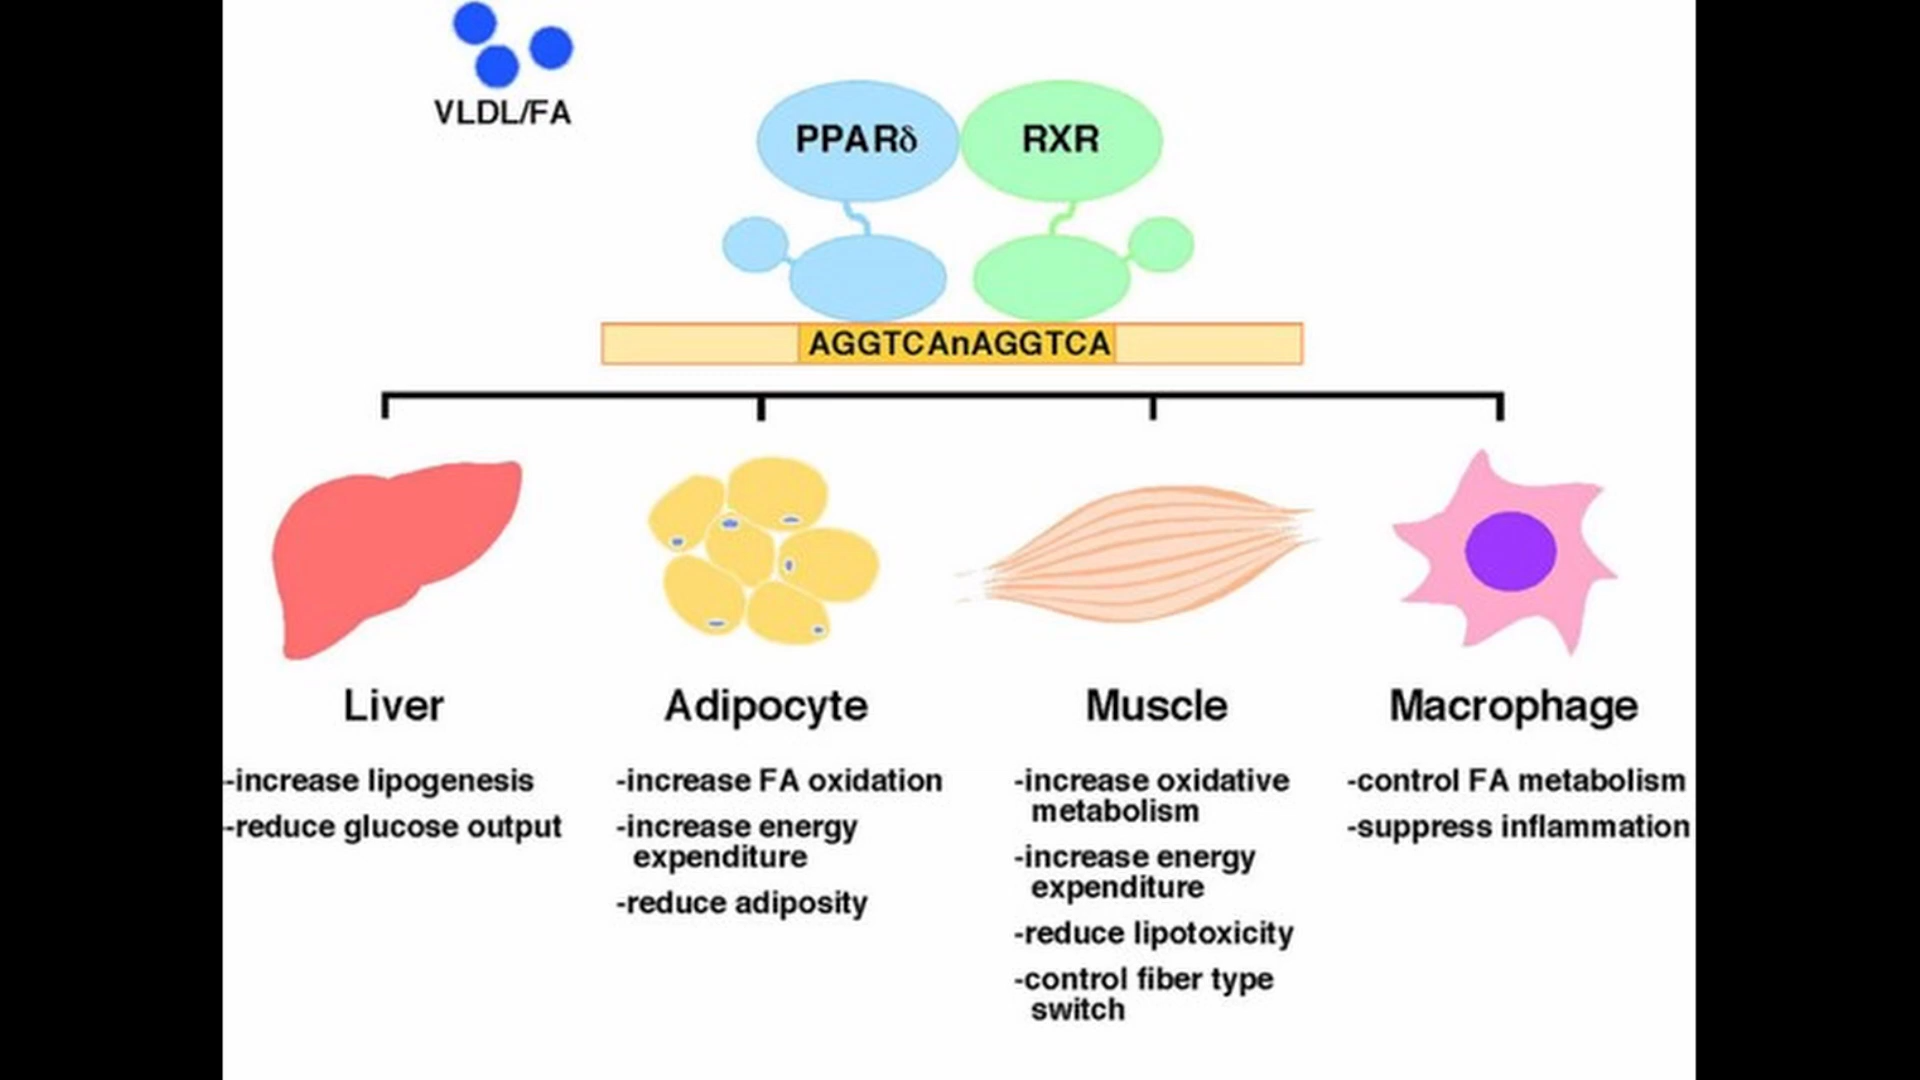 VLDL/FA
PPARδ
RXR
AGGTCAnAGGTCA
Liver
-increase lipogenesis
-reduce glucose output
Adipocyte
-increase FA oxidation
-increase energy
expenditure
-reduce adiposity
Muscle
-increase oxidative
metabolism
-increase energy
expenditure
-reduce lipotoxicity
-control fiber type
switch
Macrophage
-control FA metabolism
-suppress inflammation